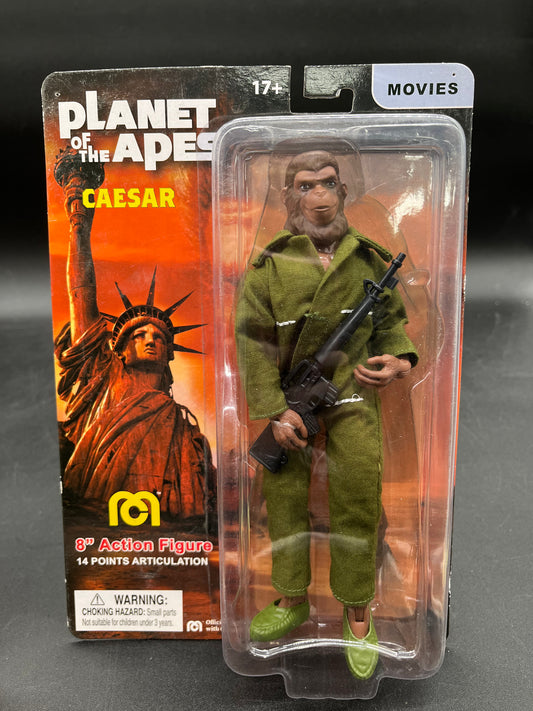 17+
MOVIES
PLANET
OF THE APES
CAESAR
8" Action Figure
14 POINTS ARTICULATION
WARNING:
CHOKING HAZARD: Small parts
Not suitable for children under 3 years.